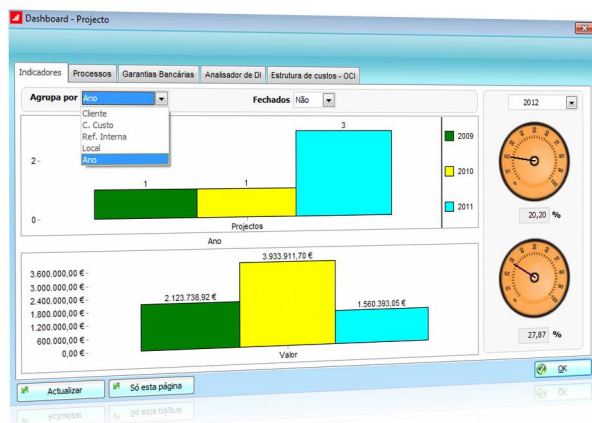 Dashboard - Projecto
Indicadores Processos Garantias Bancárias Analisador de DI Estrutura de custos - OCI
Agrupa por Ano Fechados Não 2012
Cliente
C. Custo
Ref. Interna
Local
Ano
3
2
1 1
0
Projectos
Ano
2009
2010
2011
20,20 %
3.933.911,70 €
3.600.000,00 €
3.000.000,00 €
2.400.000,00 €
1.800.000,00 €
1.200.000,00 €
600.000,00 €
0,00 €
2.123.738,92 €
1.560.393,05 €
Valor
27,87 %
Actualizar Só esta página OK